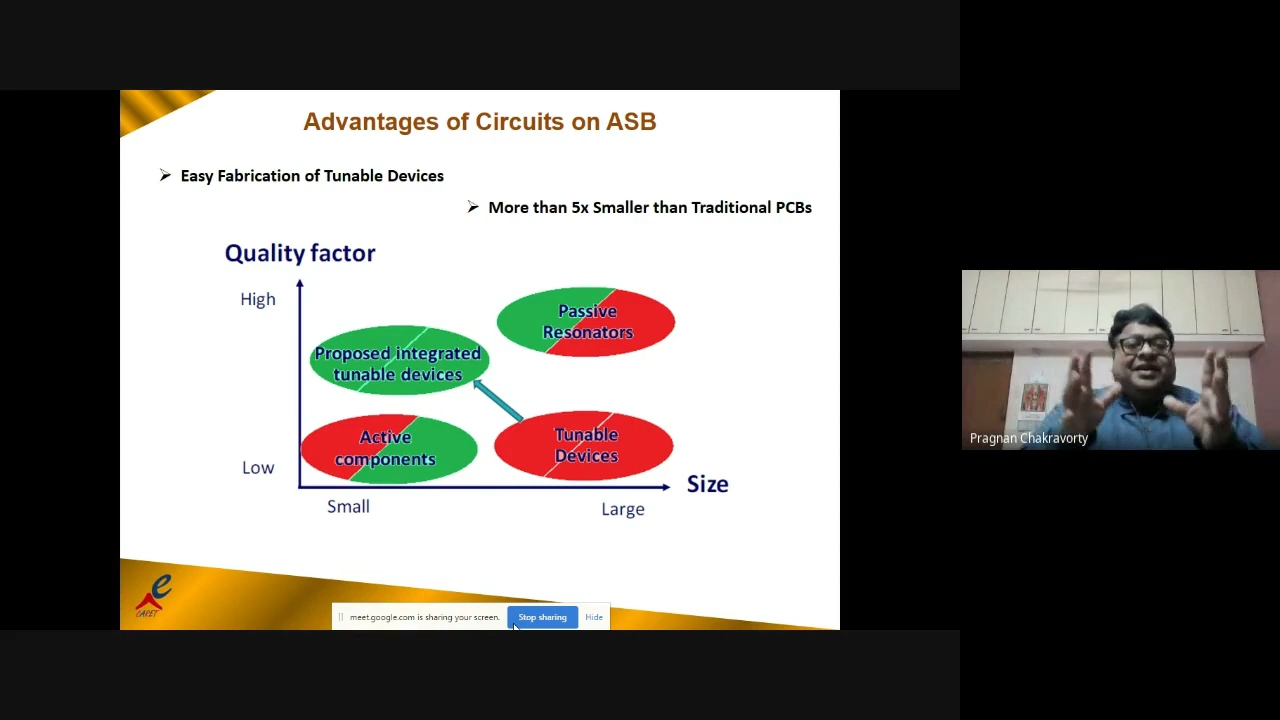 Advantages of Circuits on ASB
➢ Easy Fabrication of Tunable Devices
➢ More than 5x Smaller than Traditional PCBs
Quality factor
High
Passive
Resonators
Proposed integrated
tunable devices
Active
components
Tunable
Devices
Low
Size
Small
Large
e
CARET
meet.google.com is sharing your screen.
Stop sharing
Hide
Pragnan Chakravorty